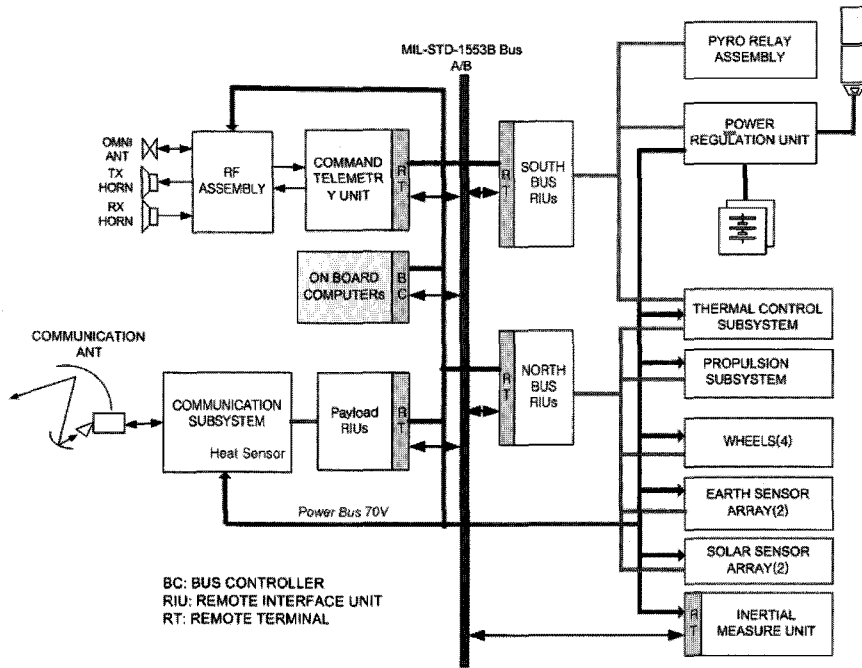 MIL-STD-1553B Bus
A/B
PYRO RELAY
ASSEMBLY
OMNI
ANT
TX
HORN
RX
HORN
RF
ASSEMBLY
COMMAND
TELEMETR
Y UNIT
R
T
R
T
SOUTH
BUS
RIUs
POWER
REGULATION UNIT
ON BOARD
COMPUTERs
B
C
THERMAL CONTROL
SUBSYSTEM
COMMUNICATION
ANT
COMMUNICATION
SUBSYSTEM
Heat Sensor
Payload
RIUs
R
T
R
T
NORTH
BUS
RIUs
PROPULSION
SUBSYSTEM
WHEELS(4)
EARTH SENSOR
ARRAY(2)
Power Bus 70V
SOLAR SENSOR
ARRAY(2)
BC: BUS CONTROLLER
RIU: REMOTE INTERFACE UNIT
RT: REMOTE TERMINAL
R
T
INERTIAL
MEASURE UNIT